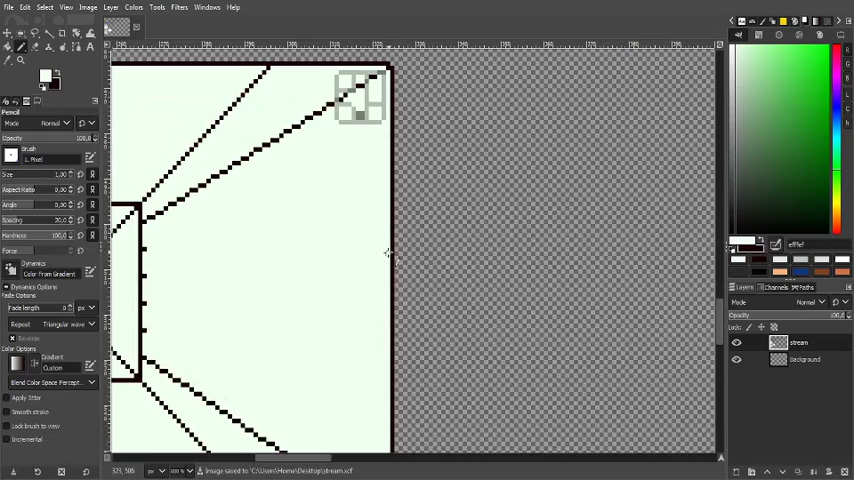 File Edit Select View Image Layer Colors Tools Filters Windows Help
Pencil
Mode Normal
Opacity 100,0
Brush
1. Pixel
Size 1,00
Aspect Ratio 0,00
Angle 0,00
Spacing 20,0
Hardness 100,0
Force
Dynamics
Color From Gradient
Dynamics Options
Fade Options
Fade length 0 px
Repeat Triangular wave
Reverse
Color Options
Gradient
Custom
Blend Color Space Percept...
Apply Jitter
Smooth stroke
Lock brush to view
Incremental
R
G
B
L
C
h
efffef
Layers Channels Paths
Mode Normal
Opacity 100,0
Lock:
stream
Background
323, 506 px 800 % Image saved to 'C:\Users\Home\Desktop\stream.xcf'